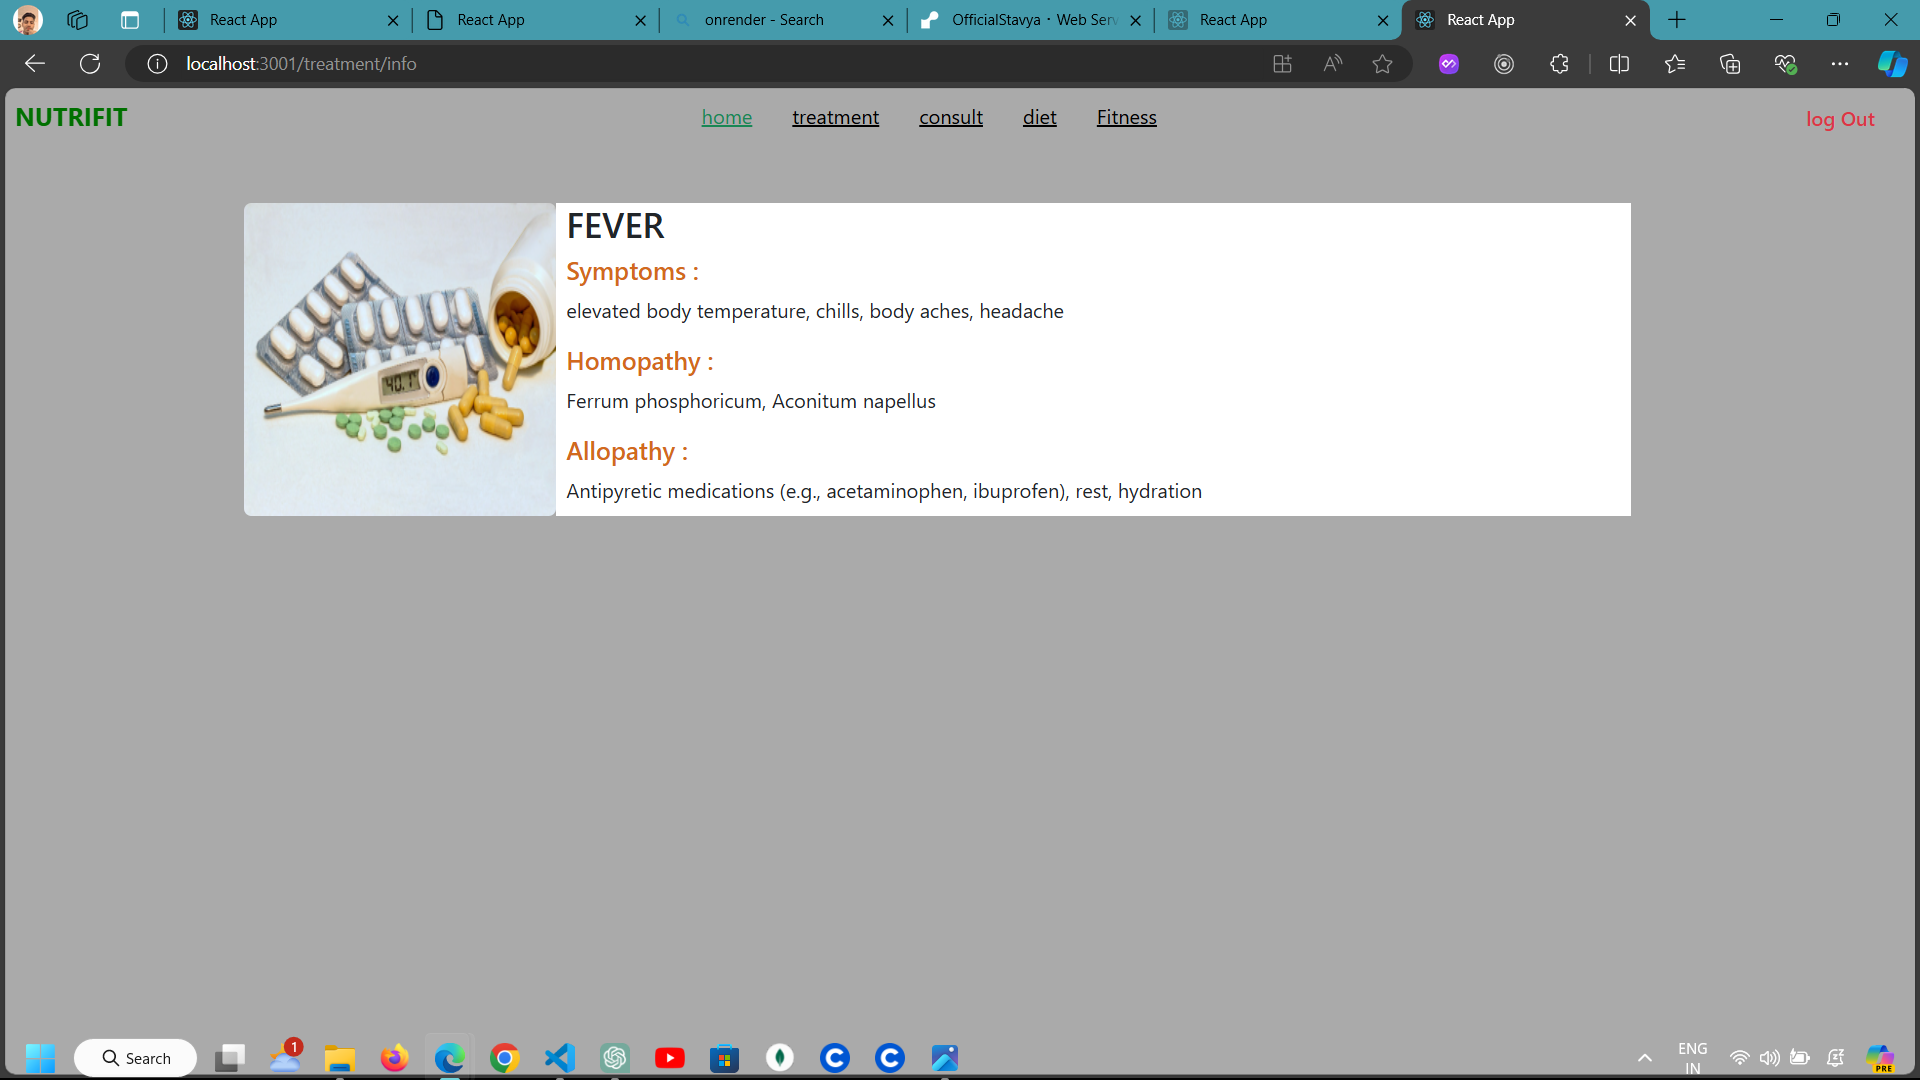 React App
React App
onrender - Search
OfficialStavya · Web Serv
React App
React App
localhost:3001/treatment/info
NUTRIFIT
home
treatment
consult
diet
Fitness
log Out
FEVER
Symptoms :
elevated body temperature, chills, body aches, headache
Homopathy :
Ferrum phosphoricum, Aconitum napellus
Allopathy :
Antipyretic medications (e.g., acetaminophen, ibuprofen), rest, hydration
40.1
Search
1
ENG
IN
PRE